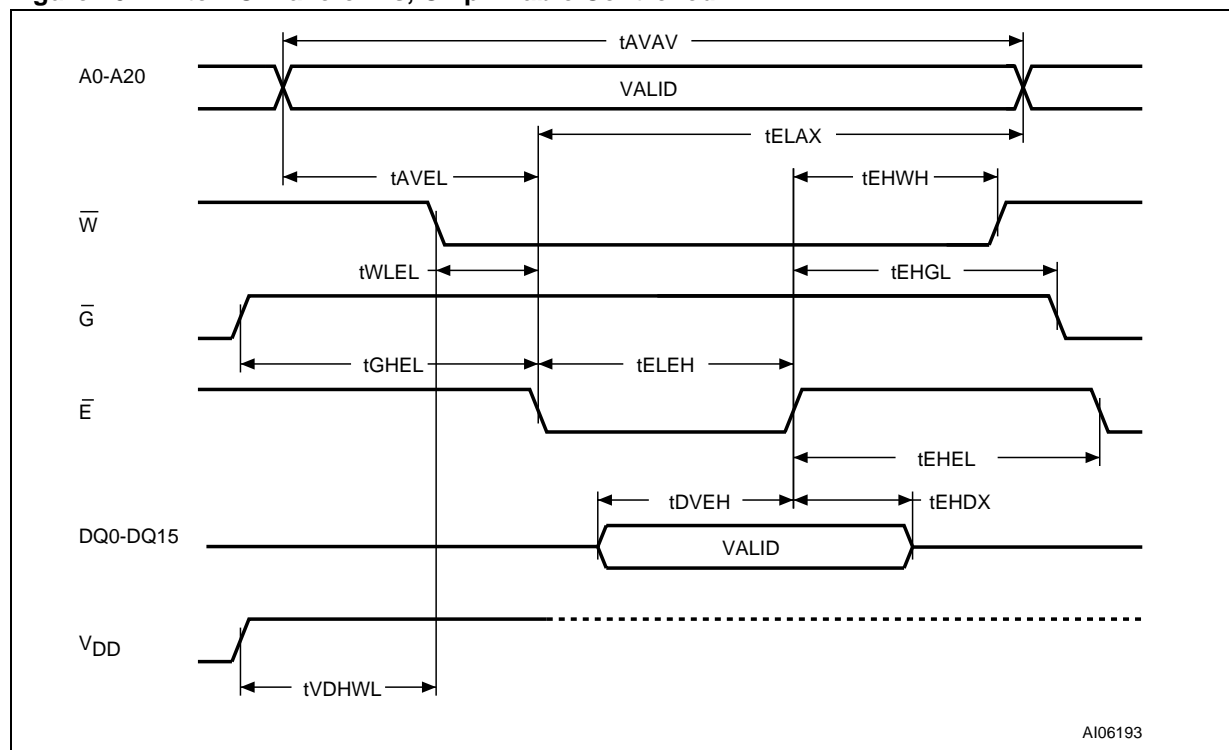 tAVAV
A0-A20
VALID
tELAX
tAVEL
tEHWH
W
tWLEL
tEHGL
G
tGHEL
tELEH
E
tEHEL
tDVEH
tEHDX
DQ0-DQ15
VALID
VDD
tVDHWL
AI06193